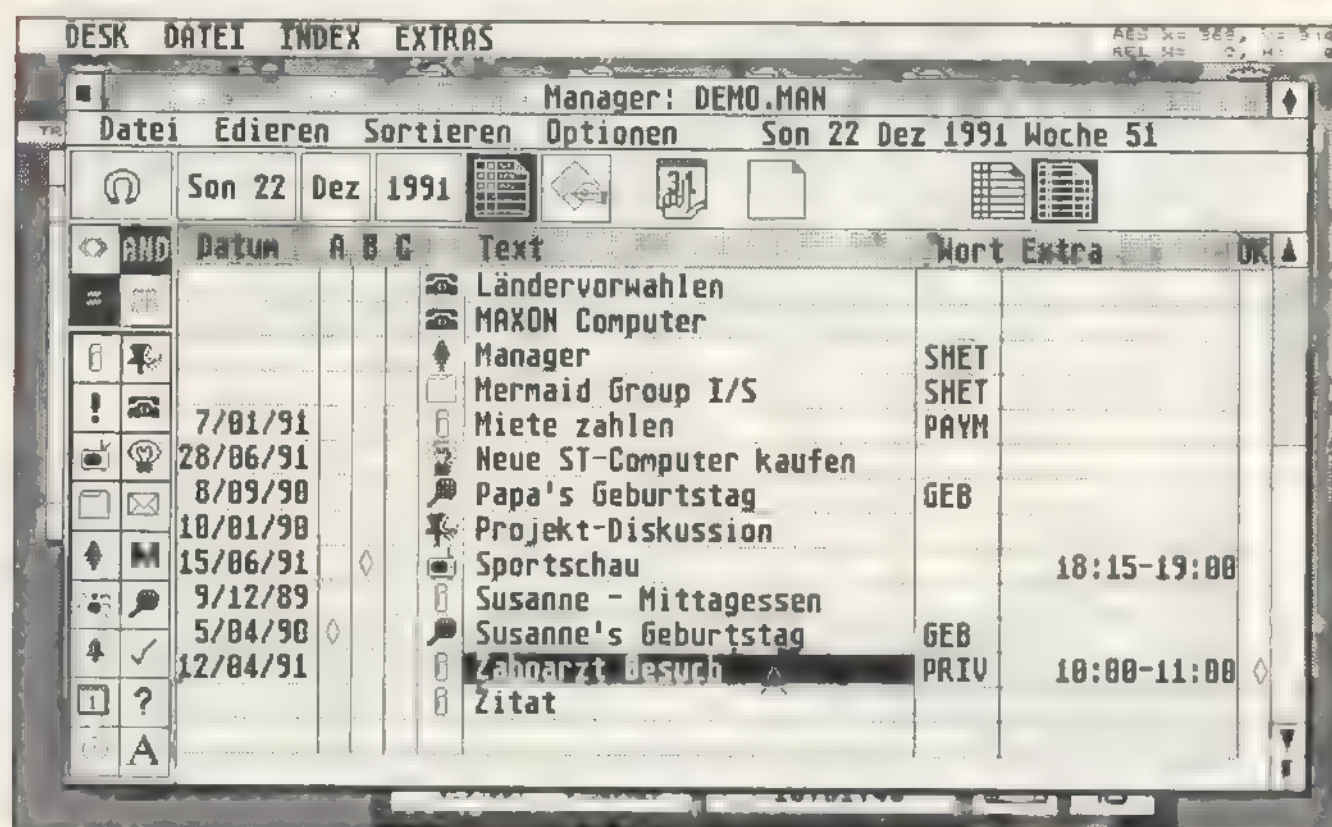 DESK DATEI INDEX EXTRAS
Manager: DEMO.MAN
Datei Edieren Sortieren Optionen Son 22 Dez 1991 Woche 51
Son 22 Dez 1991 31
AND Datum A B C Text Wort Extra OK
=
Ländervorwahlen
MAXON Computer
Manager SHET
Mermaid Group I/S SHET
7/01/91 Miete zahlen PAYM
28/06/91 Neue ST-Computer kaufen
8/09/90 Papa's Geburtstag GEB
10/01/90 Projekt-Diskussion
15/06/91 Sportschau 18:15-19:00
9/12/89 Susanne - Mittagessen
5/04/90 Susanne's Geburtstag GEB
12/04/91 Zahnarzt Besuch PRIV 10:00-11:00
Zitat
!
M
1 ?
A